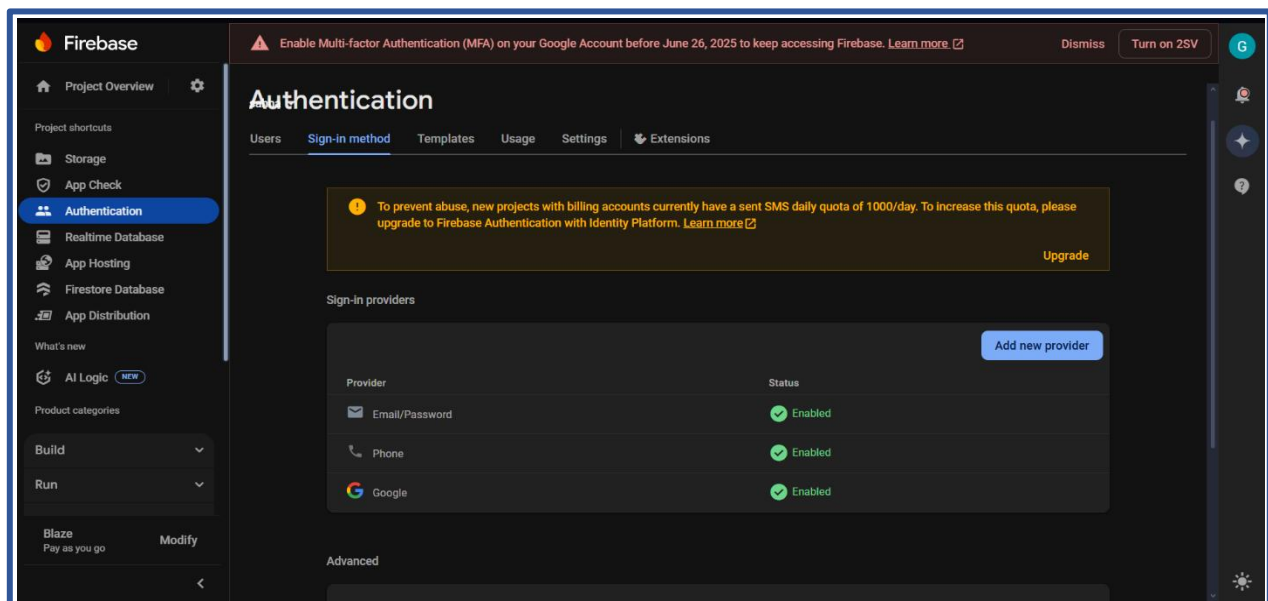 Firebase
Enable Multi-factor Authentication (MFA) on your Google Account before June 26, 2025 to keep accessing Firebase. Learn more
Dismiss
Turn on 2SV
G
Project Overview
Project shortcuts
Storage
App Check
Authentication
Realtime Database
App Hosting
Firestore Database
App Distribution
What's new
AI Logic NEW
Product categories
Build
Run
Blaze
Pay as you go
Modify
Authentication
Users Sign-in method Templates Usage Settings Extensions
To prevent abuse, new projects with billing accounts currently have a sent SMS daily quota of 1000/day. To increase this quota, please
upgrade to Firebase Authentication with Identity Platform. Learn more
Upgrade
Sign-in providers
Add new provider
Provider Status
Email/Password Enabled
Phone Enabled
Google Enabled
Advanced